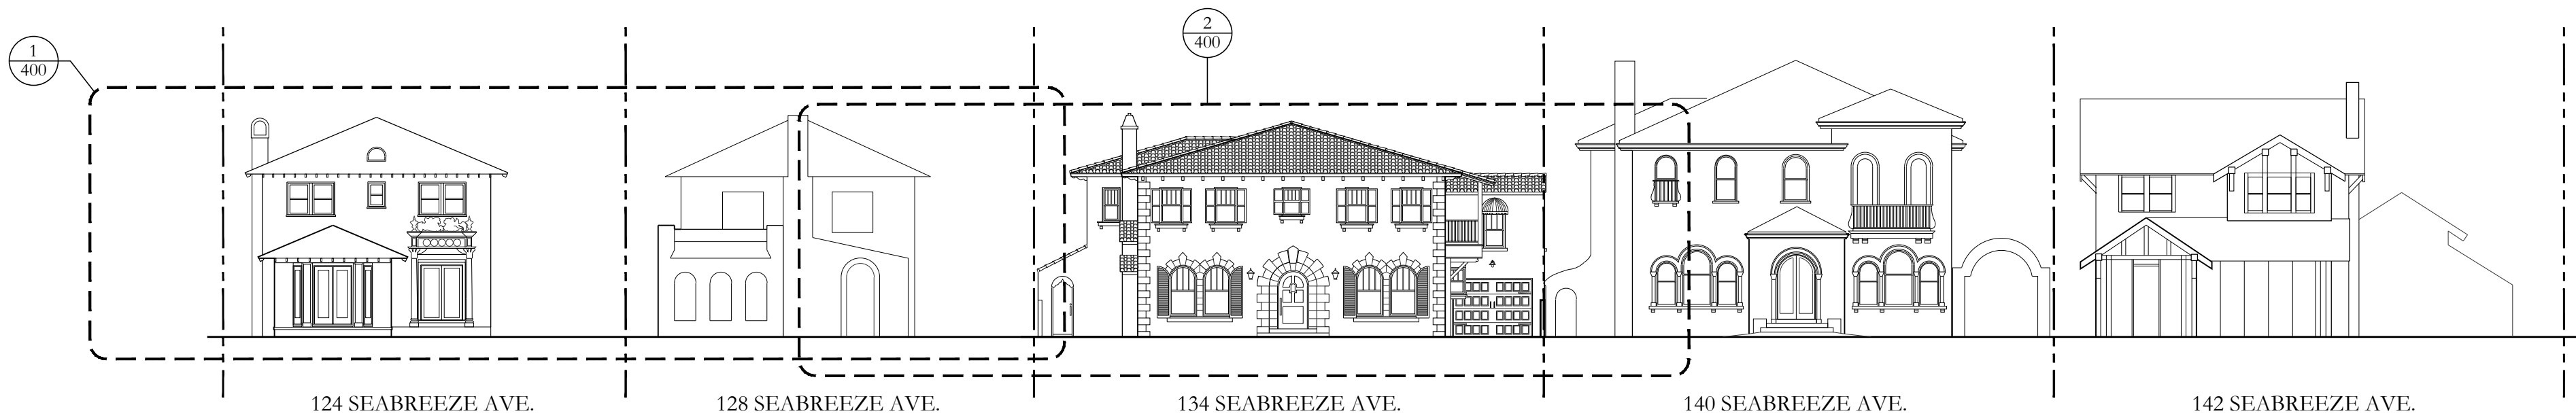 1
400
2
400
124 SEABREEZE AVE.
128 SEABREEZE AVE.
134 SEABREEZE AVE.
140 SEABREEZE AVE.
142 SEABREEZE AVE.